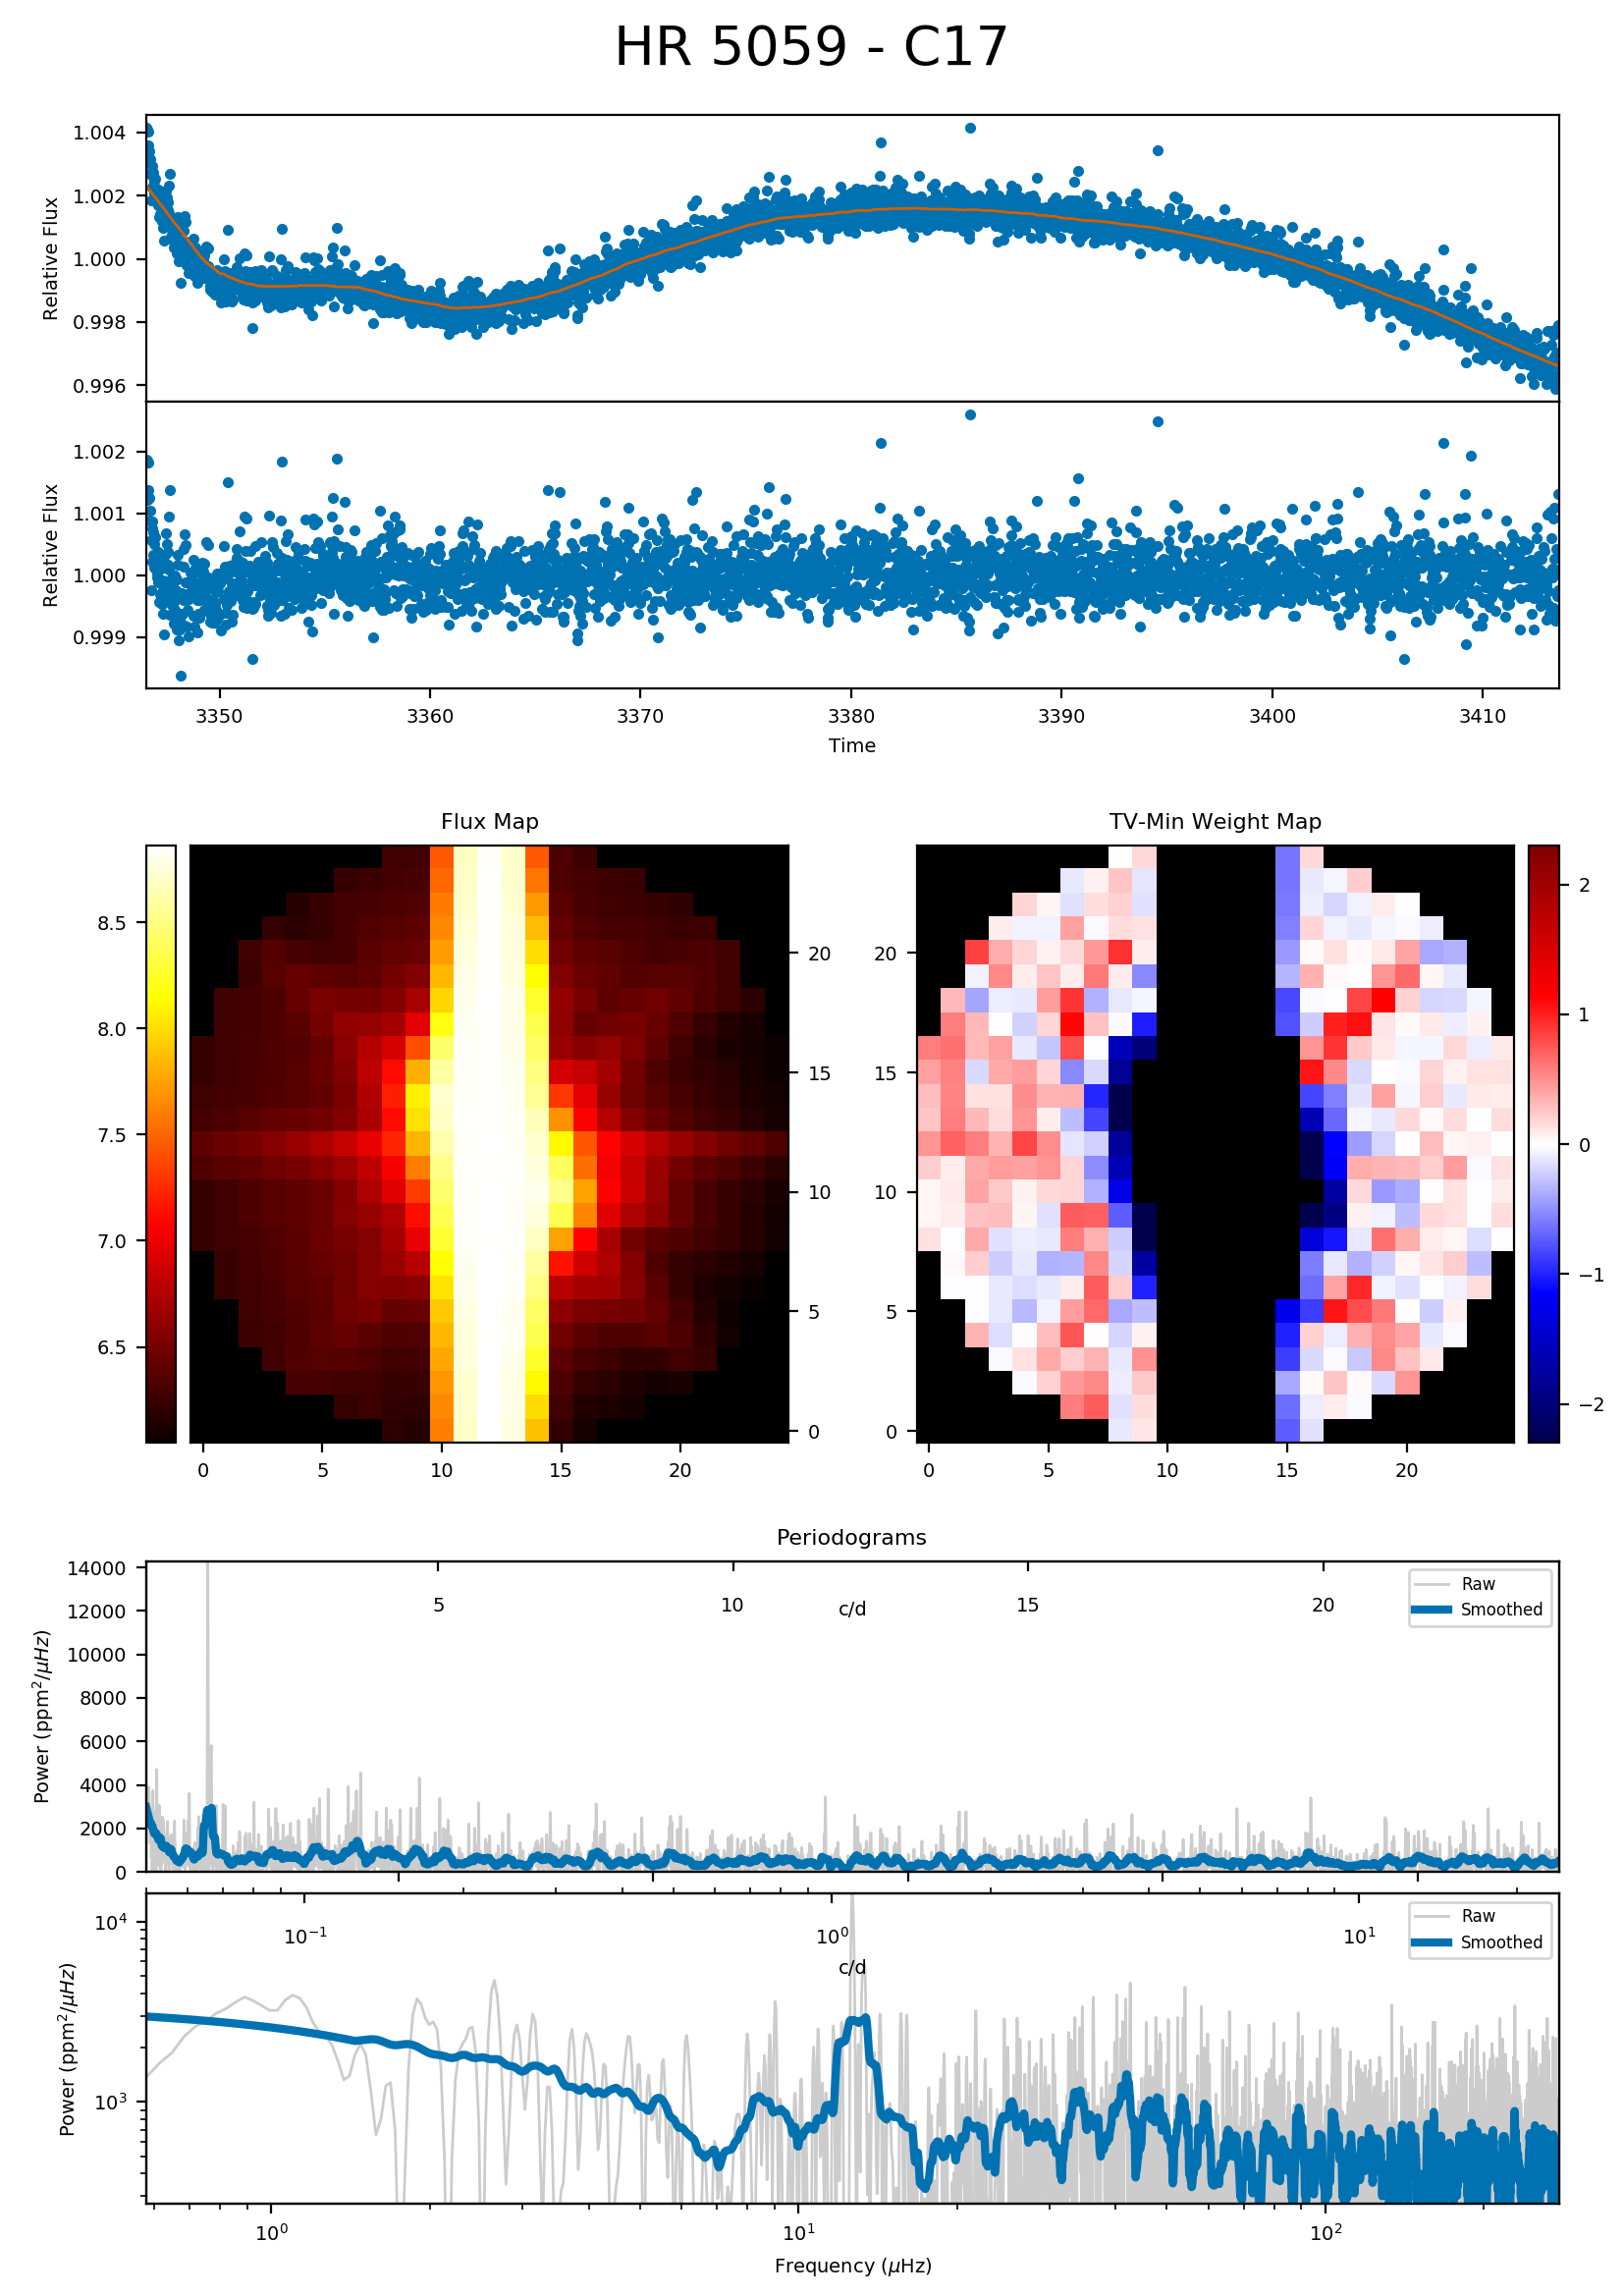 HR 5059 - C17
1.004
1.002
1.000
0.998
0.996
Relative Flux
1.002
1.001
1.000
0.999
Relative Flux
3350 3360 3370 3380 3390 3400 3410
Time
Flux Map
8.5
8.0
7.5
7.0
6.5
20
15
10
5
0
0 5 10 15 20
TV-Min Weight Map
20
15
10
5
0
0 5 10 15 20
2
1
0
−1
−2
Periodograms
14000
12000
10000
8000
6000
4000
2000
0
Power (ppm²/μHz)
5 10 15 20
c/d
Raw
Smoothed
10⁴
10³
Power (ppm²/μHz)
10⁻¹ 10⁰ 10¹
c/d
Raw
Smoothed
10⁰ 10¹ 10²
Frequency (μHz)